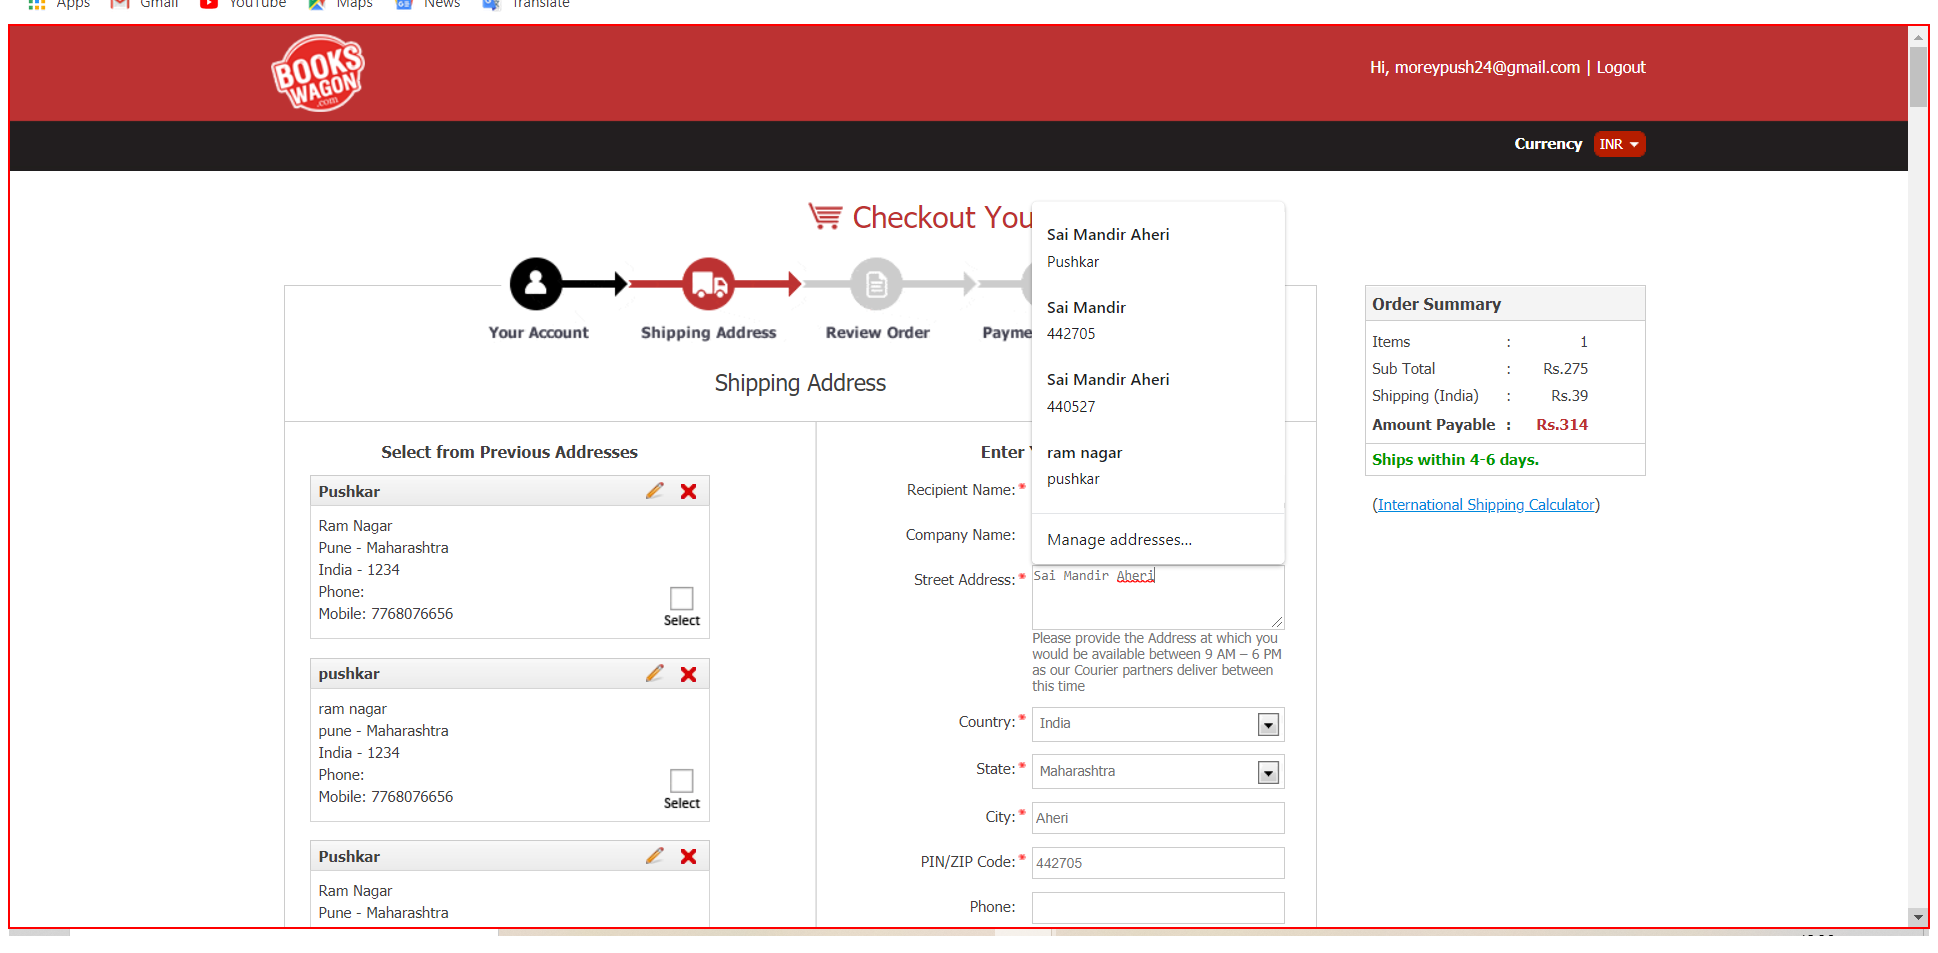 Apps Gmail YouTube Maps News Translate
BOOKS
WAGON
.com
Hi, moreypush24@gmail.com | Logout
Currency INR
Checkout You
Your Account Shipping Address Review Order Payme
Shipping Address
Select from Previous Addresses
Pushkar
Ram Nagar
Pune - Maharashtra
India - 1234
Phone:
Mobile: 7768076656
Select
pushkar
ram nagar
pune - Maharashtra
India - 1234
Phone:
Mobile: 7768076656
Select
Pushkar
Ram Nagar
Pune - Maharashtra
Enter
Recipient Name: *
Company Name:
Street Address: * Sai Mandir Aheri
Please provide the Address at which you
would be available between 9 AM – 6 PM
as our Courier partners deliver between
this time
Country: * India
State: * Maharashtra
City: * Aheri
PIN/ZIP Code: * 442705
Phone:
Sai Mandir Aheri
Pushkar
Sai Mandir
442705
Sai Mandir Aheri
440527
ram nagar
pushkar
Manage addresses...
Order Summary
Items : 1
Sub Total : Rs.275
Shipping (India) : Rs.39
Amount Payable : Rs.314
Ships within 4-6 days.
(International Shipping Calculator)